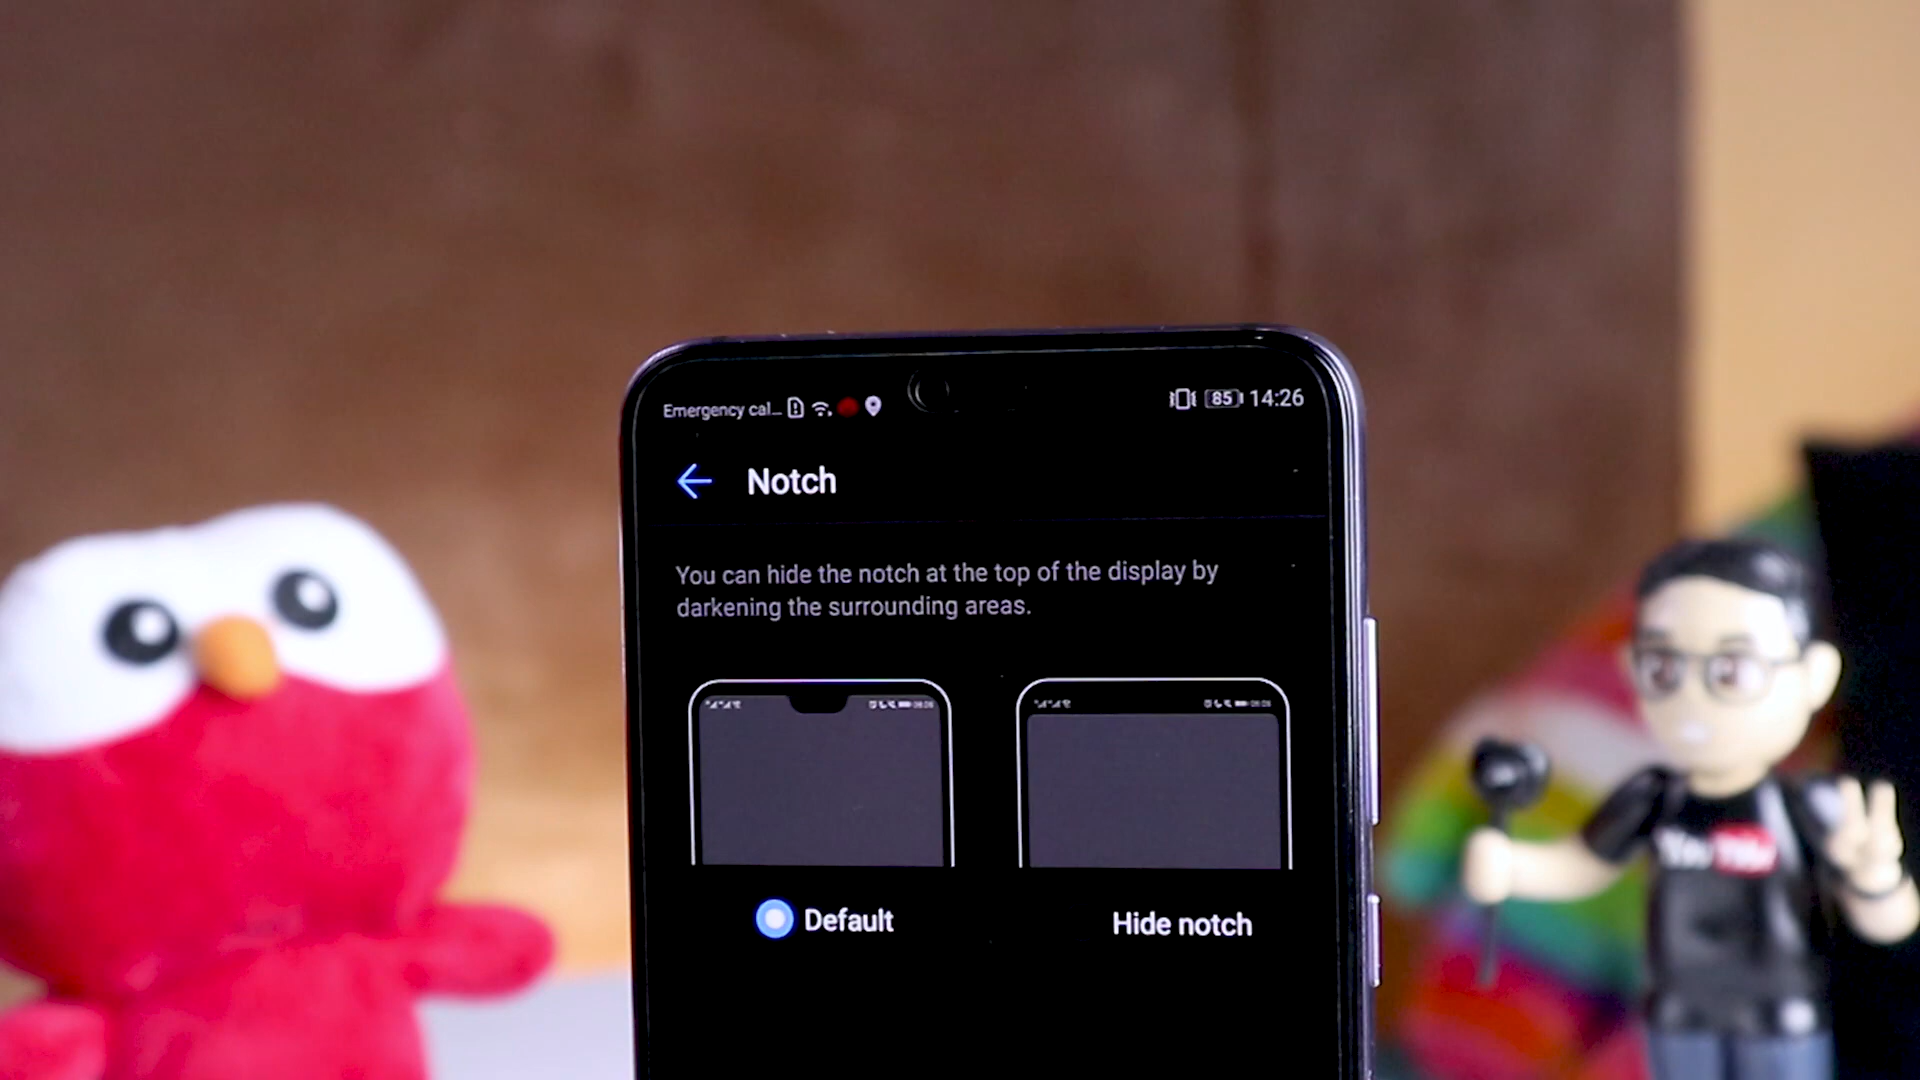 Emergency cal... 85 14:26
Notch
You can hide the notch at the top of the display by
darkening the surrounding areas.
Default Hide notch